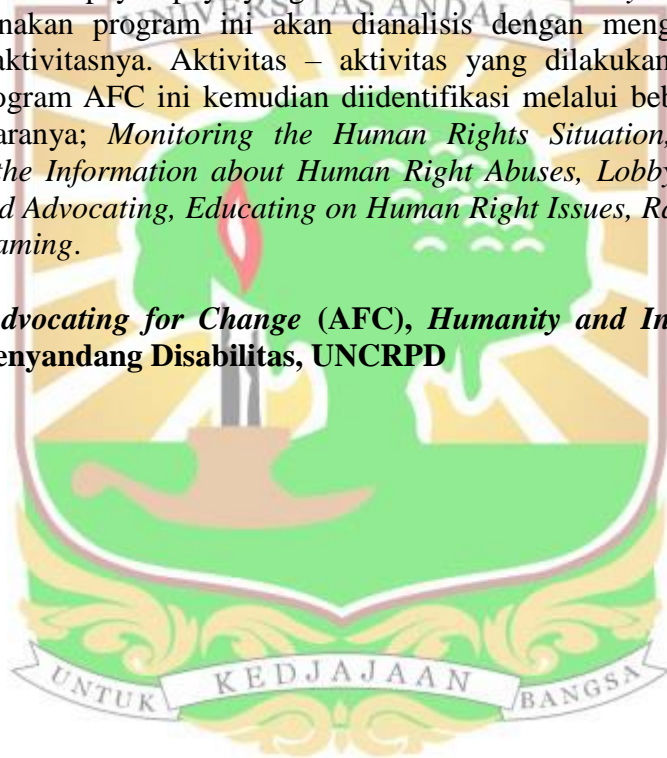 UNIVERSITAS ANDALAS
nakan program ini akan dianalisis dengan meng
aktivitasnya. Aktivitas – aktivitas yang dilakukan
ogram AFC ini kemudian diidentifikasi melalui beb
aranya; Monitoring the Human Rights Situation,
the Information about Human Right Abuses, Lobby
d Advocating, Educating on Human Right Issues, Ra
aming.
dvocating for Change (AFC), Humanity and In
enyandang Disabilitas, UNCRPD
UNTUK KEDJAJAAN BANGSA